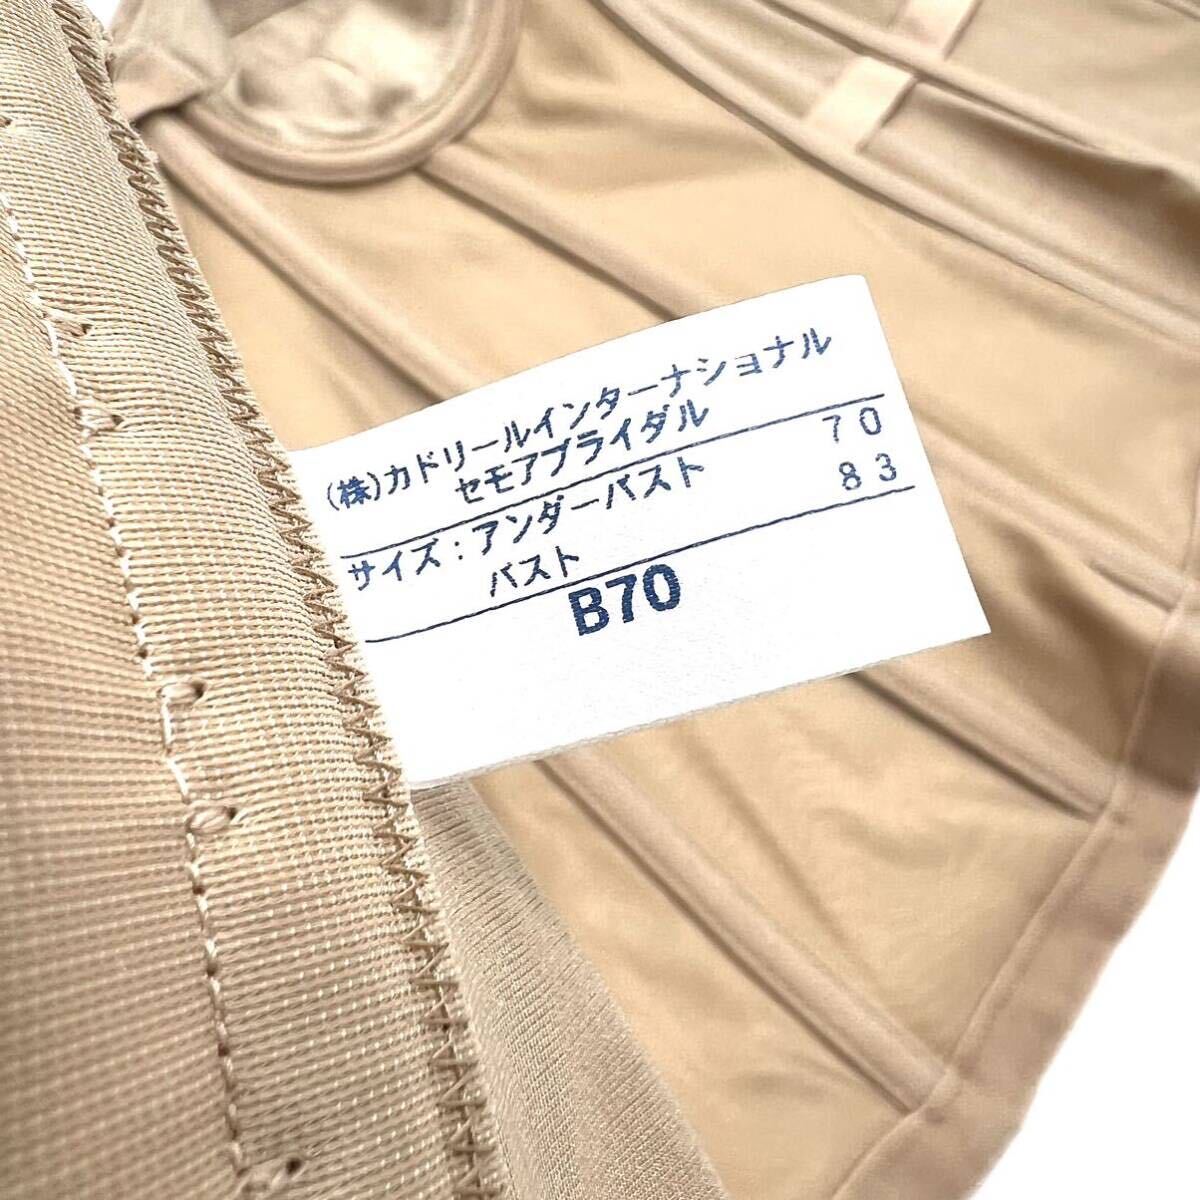 (株)カドリールインターナショナル
セモアブライダル
サイズ：アンダーバスト 70
バスト 83
B70